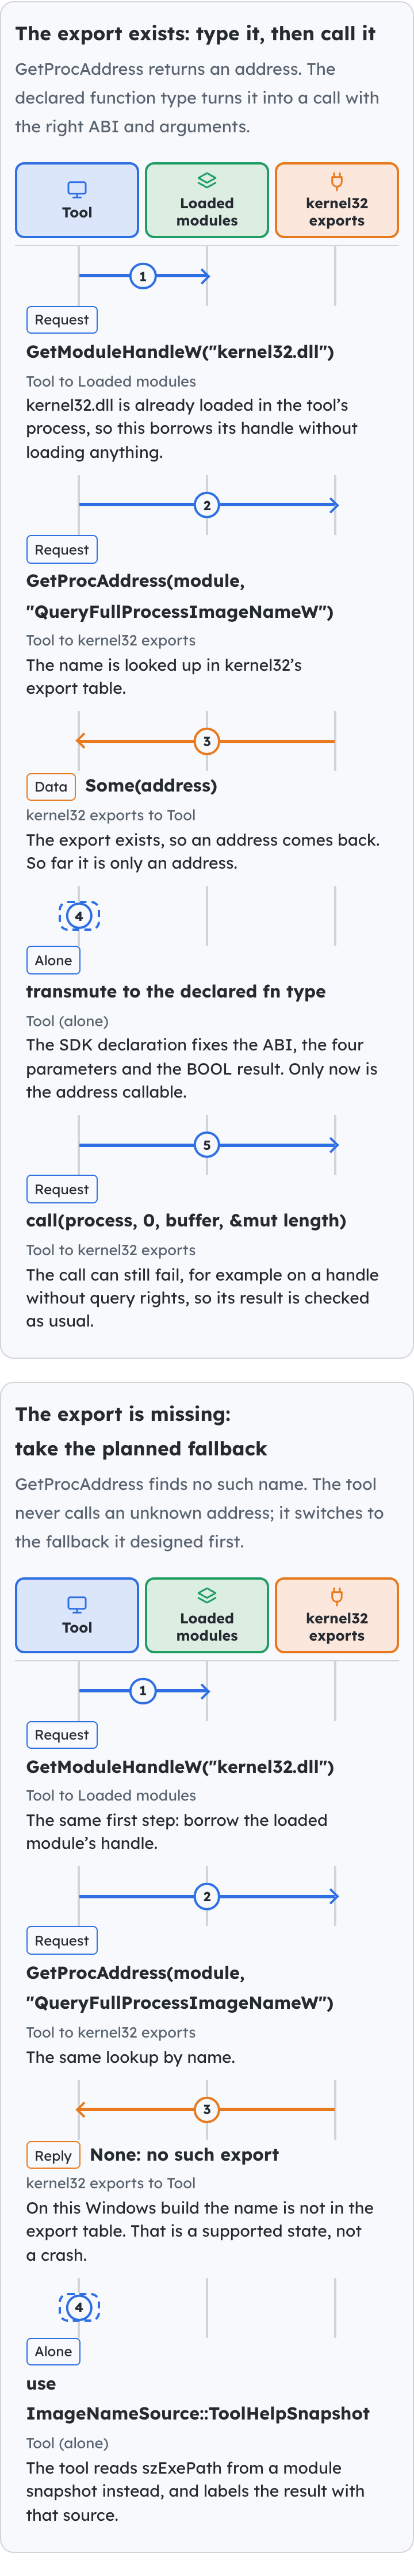 The export exists: type it, then call it
GetProcAddress returns an address. The
declared function type turns it into a call with
the right ABI and arguments.
Tool
Loaded
modules
kernel32
exports
1
Request
GetModuleHandleW("kernel32.dll")
Tool to Loaded modules
kernel32.dll is already loaded in the tool’s
process, so this borrows its handle without
loading anything.
2
Request
GetProcAddress(module,
"QueryFullProcessImageNameW")
Tool to kernel32 exports
The name is looked up in kernel32’s
export table.
3
Data Some(address)
kernel32 exports to Tool
The export exists, so an address comes back.
So far it is only an address.
4
Alone
transmute to the declared fn type
Tool (alone)
The SDK declaration fixes the ABI, the four
parameters and the BOOL result. Only now is
the address callable.
5
Request
call(process, 0, buffer, &mut length)
Tool to kernel32 exports
The call can still fail, for example on a handle
without query rights, so its result is checked
as usual.
The export is missing:
take the planned fallback
GetProcAddress finds no such name. The tool
never calls an unknown address; it switches to
the fallback it designed first.
Tool
Loaded
modules
kernel32
exports
1
Request
GetModuleHandleW("kernel32.dll")
Tool to Loaded modules
The same first step: borrow the loaded
module’s handle.
2
Request
GetProcAddress(module,
"QueryFullProcessImageNameW")
Tool to kernel32 exports
The same lookup by name.
3
Reply None: no such export
kernel32 exports to Tool
On this Windows build the name is not in the
export table. That is a supported state, not
a crash.
4
Alone
use
ImageNameSource::ToolHelpSnapshot
Tool (alone)
The tool reads szExePath from a module
snapshot instead, and labels the result with
that source.